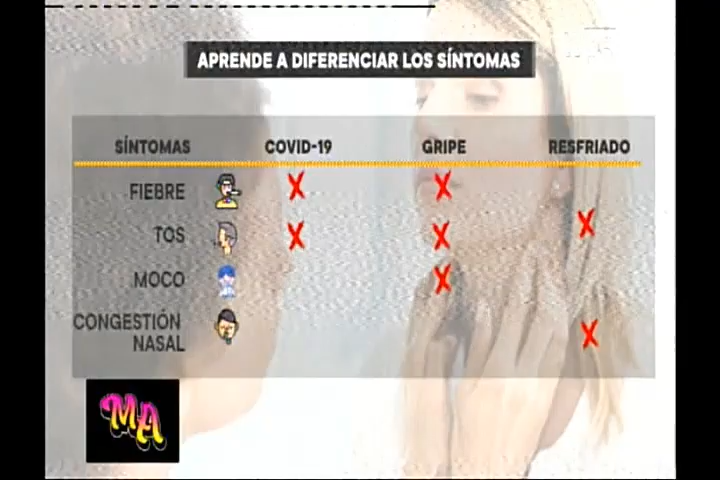 APRENDE A DIFERENCIAR LOS SÍNTOMAS
SÍNTOMAS COVID-19 GRIPE RESFRIADO
FIEBRE X X
TOS X X X
MOCO X
CONGESTIÓN
NASAL X
MA